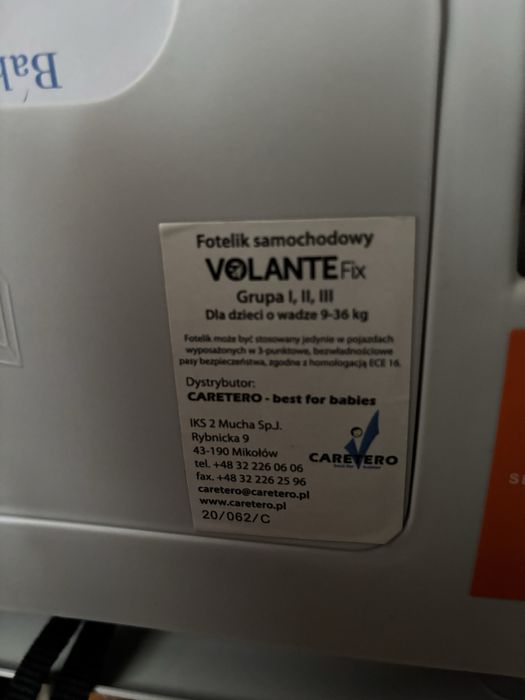 Fotelik samochodowy
VOLANTE Fix
Grupa I, II, III
Dla dzieci o wadze 9-36 kg
Fotelik może być stosowany jedynie w pojazdach
wyposażonych w 3-punktowe, bezwładnościowe
pasy bezpieczeństwa, zgodne z homologacją ECE 16.
Dystrybutor:
CARETERO - best for babies
IKS 2 Mucha Sp.J.
Rybnicka 9
43-190 Mikołów
tel. +48 32 226 06 06
fax. +48 32 226 25 96
caretero@caretero.pl
www.caretero.pl
20/062/C
CARETERO
best for babies